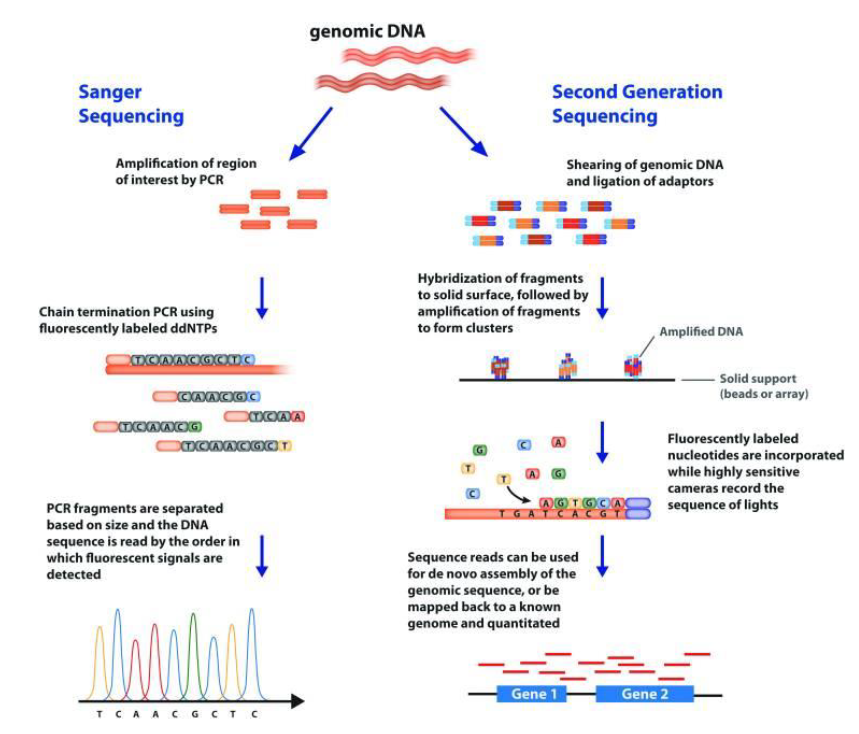 genomic DNA
Sanger
Sequencing
Second Generation
Sequencing
Amplification of region
of interest by PCR
Shearing of genomic DNA
and ligation of adaptors
Chain termination PCR using
fluorescently labeled ddNTPs
T C A A C G C T C
C A A C G C
T C A A
T C A A C G
T C A A C G C T
Hybridization of fragments
to solid surface, followed by
amplification of fragments
to form clusters
Amplified DNA
Solid support
(beads or array)
Fluorescently labeled
nucleotides are incorporated
while highly sensitive
cameras record the
sequence of lights
G C A
T T A G
C
A G T G C A
T G A T C A C G T
PCR fragments are separated
based on size and the DNA
sequence is read by the order in
which fluorescent signals are
detected
T C A A C G C T C
Sequence reads can be used
for de novo assembly of the
genomic sequence, or be
mapped back to a known
genome and quantitated
Gene 1 Gene 2